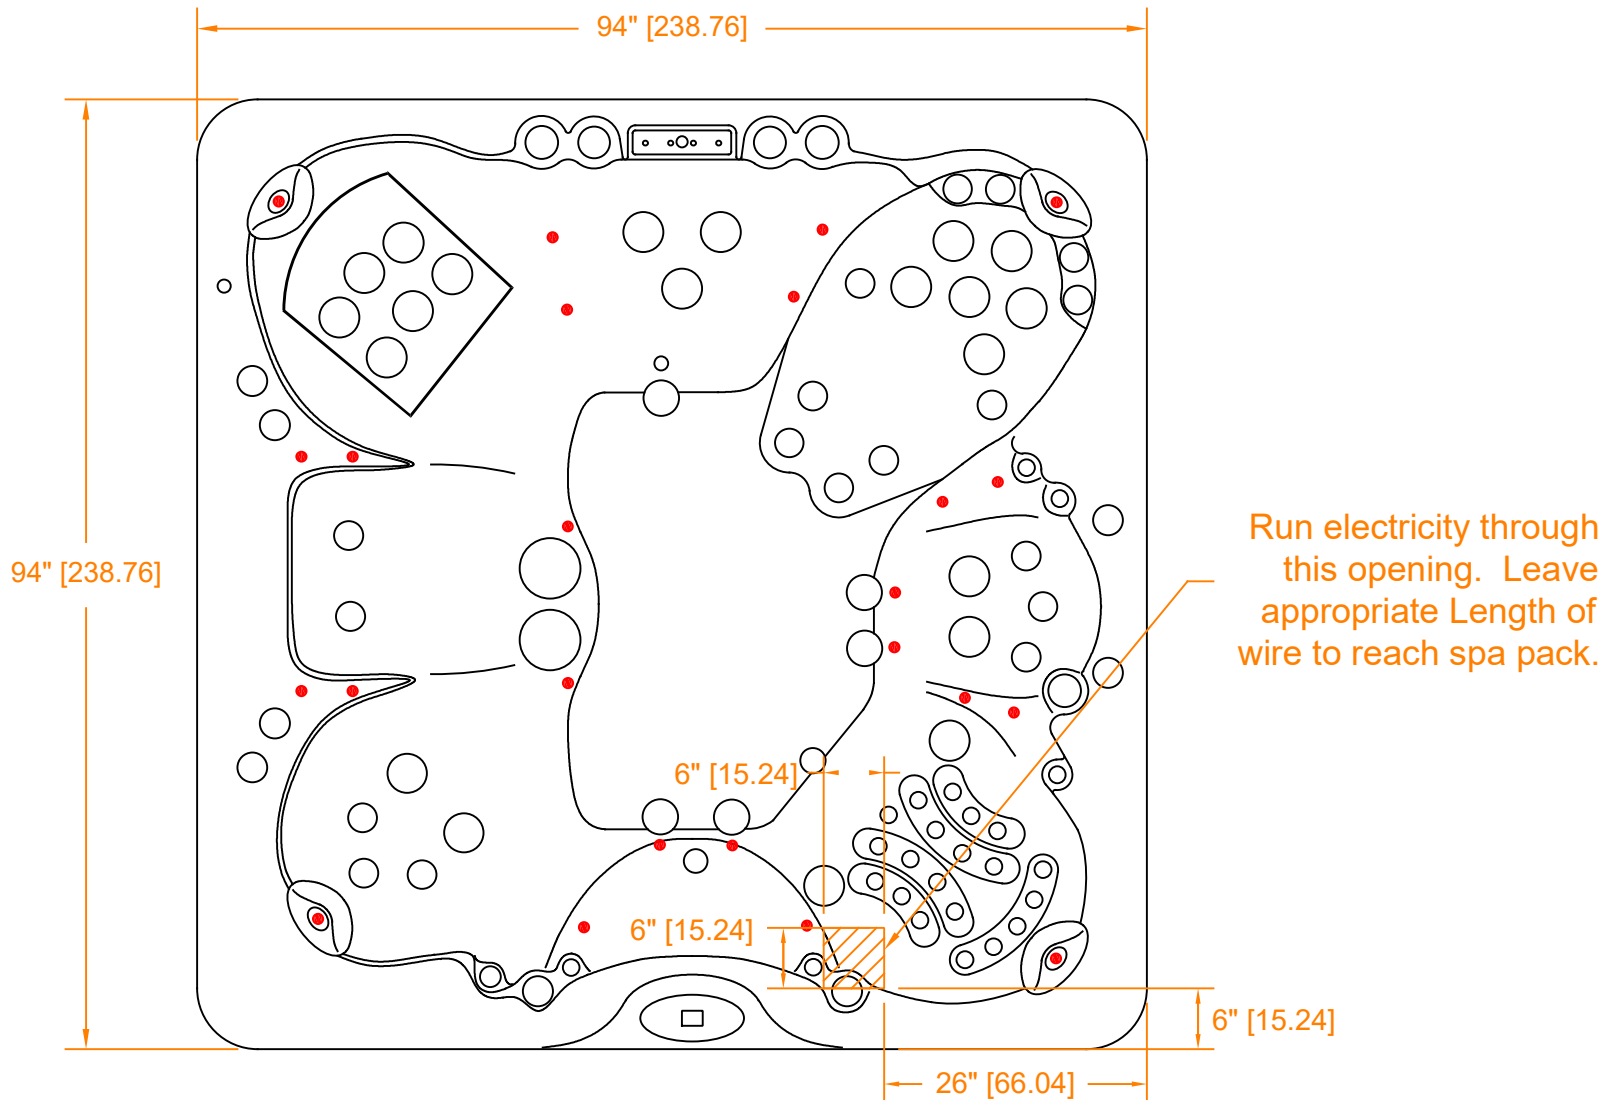 94" [238.76]
94" [238.76]
Run electricity through
this opening.  Leave
appropriate Length of
wire to reach spa pack.
6" [15.24]
6" [15.24]
6" [15.24]
26" [66.04]